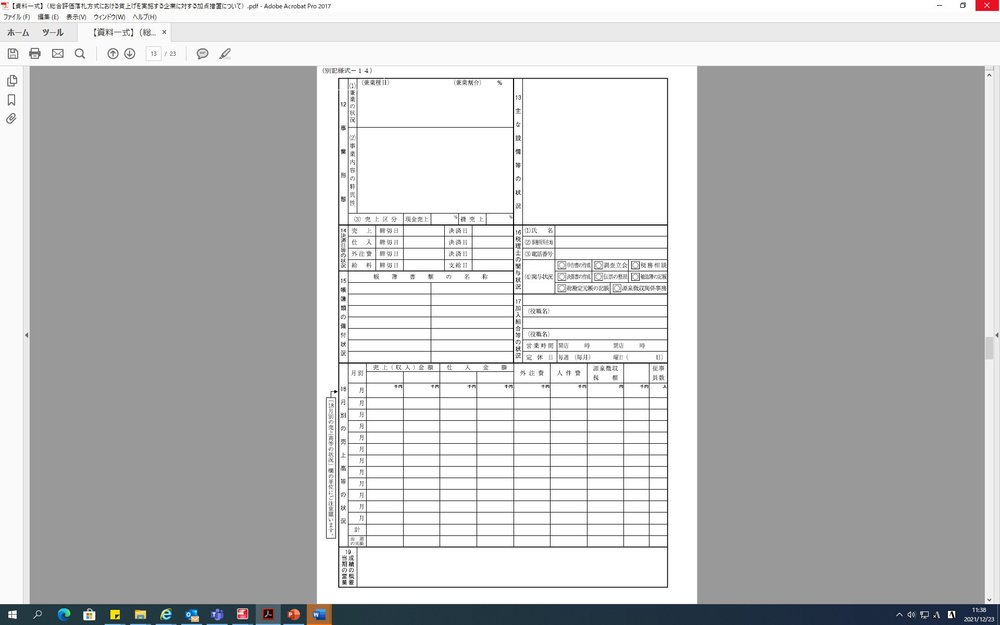 【資料一式】（総合評価落札方式における賃上げを実施する企業に対する加点措置について）.pdf - Adobe Acrobat Pro 2017
ファイル(F) 編集(E) 表示(V) ウィンドウ(W) ヘルプ(H)
ホーム ツール 【資料一式】（総... ×
13 / 23
（別記様式－１４）
12 事業形態
(1)兼業の状況
（兼業種目） （兼業割合） %
(2)事業内容の特異性
(3) 売上区分 現金売上 % 掛売上 %
13 主な設備等の状況
14 決済日等の状況
売上 締切日 決済日
仕入 締切日 決済日
外注費 締切日 決済日
給料 締切日 支給日
15 帳簿類の備付状況
帳簿書類の名称
16 税理士の関与状況
(1)氏名
(2)事務所所在地
(3)電話番号
(4)関与状況
○申告書の作成 ○調査立会 ○税務相談
○決算書の作成 ○伝票の整理 ○補助簿の記帳
○総勘定元帳の記帳 ○源泉徴収関係事務
17 加入組合等の状況
（役職名）
（役職名）
営業時間 開店 時 閉店 時
定休日 毎週（毎月） 曜日（ 日）
18 月別の売上高等の状況
月別 売上(収入)金額 仕入金額 外注費 人件費 源泉徴収税額 従事員数
月 千円 千円 千円 千円 千円 千円 円 千円 人
月
月
月
月
月
月
月
月
月
月
月
計
前期の実績
「18月別の売上高等の状況」欄の単位にご注意願います。
19 当期の営業成績の概要
11:38
2021/12/23